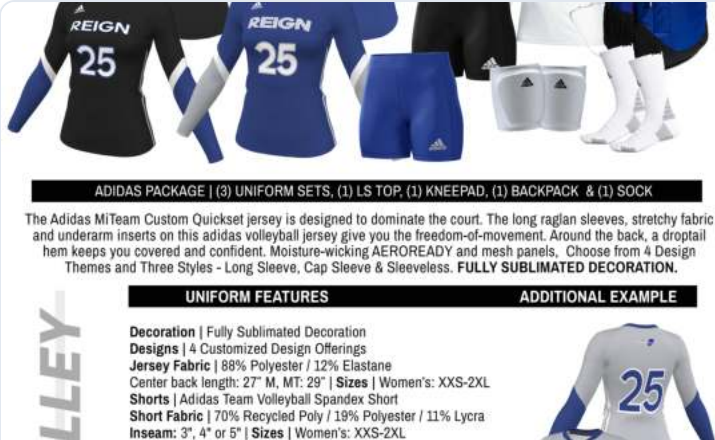 REIGN
REIGN
25
25
ADIDAS PACKAGE | (3) UNIFORM SETS, (1) LS TOP, (1) KNEEPAD, (1) BACKPACK & (1) SOCK
The Adidas MiTeam Custom Quickset jersey is designed to dominate the court. The long raglan sleeves, stretchy fabric
and underarm inserts on this adidas volleyball jersey give you the freedom-of-movement. Around the back, a droptail
hem keeps you covered and confident. Moisture-wicking AEROREADY and mesh panels, Choose from 4 Design
Themes and Three Styles - Long Sleeve, Cap Sleeve & Sleeveless. FULLY SUBLIMATED DECORATION.
UNIFORM FEATURES
ADDITIONAL EXAMPLE
Decoration | Fully Sublimated Decoration
Designs | 4 Customized Design Offerings
Jersey Fabric | 88% Polyester / 12% Elastane
Center back length: 27" M, MT: 29" | Sizes | Women's: XXS-2XL
Shorts | Adidas Team Volleyball Spandex Short
Short Fabric | 70% Recycled Poly / 19% Polyester / 11% Lycra
Inseam: 3", 4" or 5" | Sizes | Women's: XXS-2XL
25
LLEY